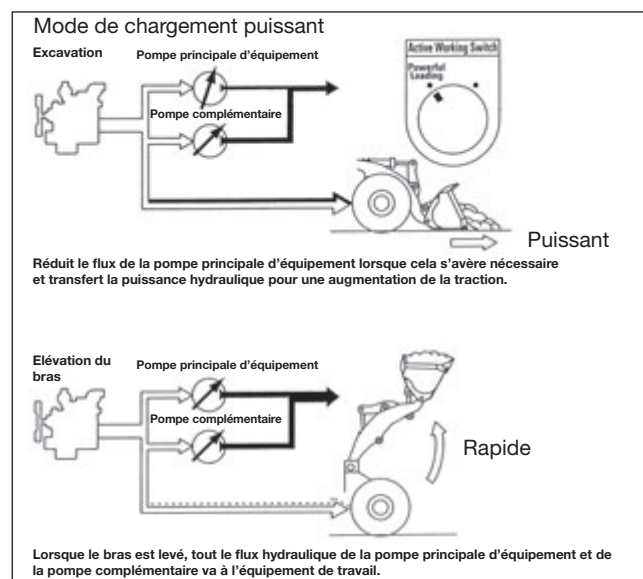 Mode de chargement puissant
Excavation
Pompe principale d'équipement
Pompe complémentaire
Active Working Switch
Powerful
Loading
Puissant
Réduit le flux de la pompe principale d'équipement lorsque cela s'avère nécessaire
et transfert la puissance hydraulique pour une augmentation de la traction.
Elévation du
bras
Pompe principale d'équipement
Pompe complémentaire
Rapide
Lorsque le bras est levé, tout le flux hydraulique de la pompe principale d'équipement et de
la pompe complémentaire va à l'équipement de travail.